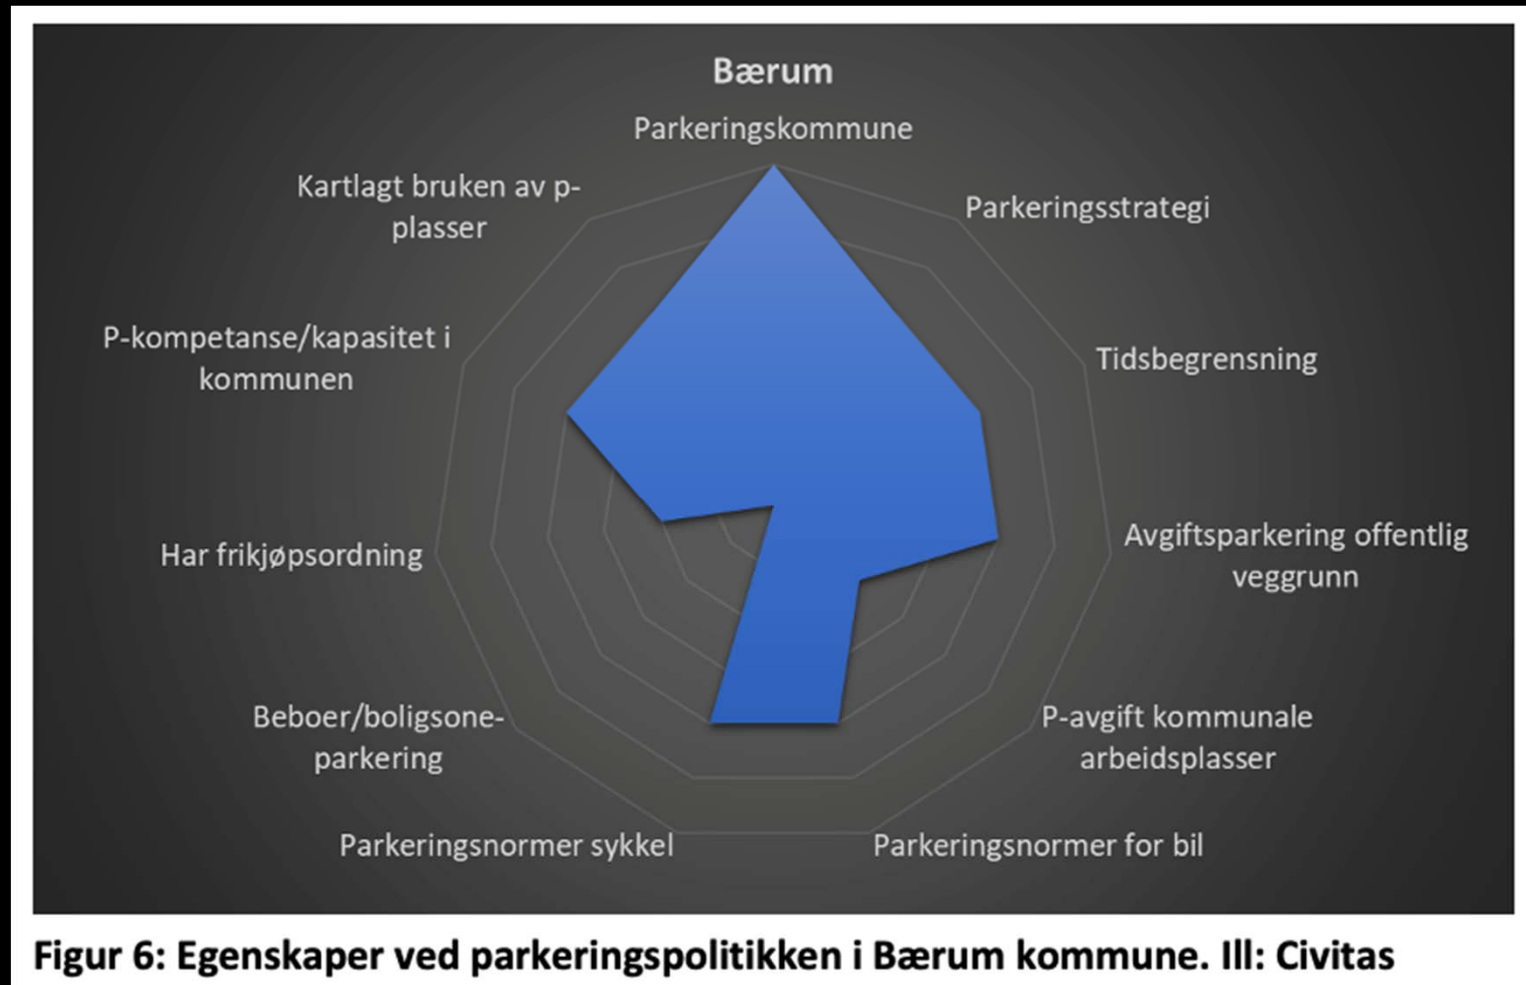 Bærum
Parkeringskommune
Parkeringsstrategi
Tidsbegrensning
Avgiftsparkering offentlig
veggrunn
P-avgift kommunale
arbeidsplasser
Parkeringsnormer for bil
Parkeringsnormer sykkel
Beboer/boligsone-
parkering
Har frikjøpsordning
P-kompetanse/kapasitet i
kommunen
Kartlagt bruken av p-
plasser
Figur 6: Egenskaper ved parkeringspolitikken i Bærum kommune. Ill: Civitas